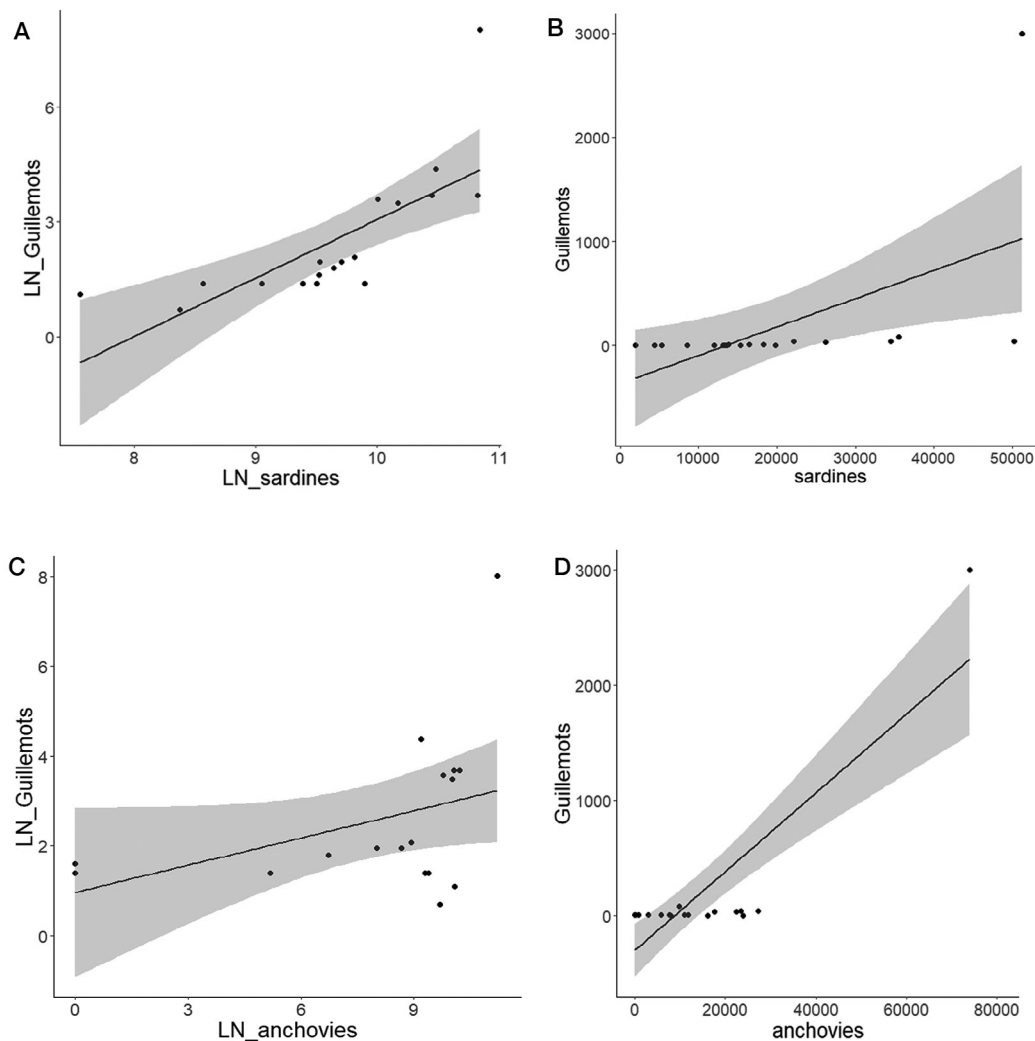 A
LN_Guillemots
6
3
0
8
9
10
11
LN_sardines
B
Guillemots
3000
2000
1000
0
0
10000
20000
30000
40000
50000
sardines
C
LN_Guillemots
8
6
4
2
0
0
3
6
9
LN_anchovies
D
Guillemots
3000
2000
1000
0
0
20000
40000
60000
80000
anchovies